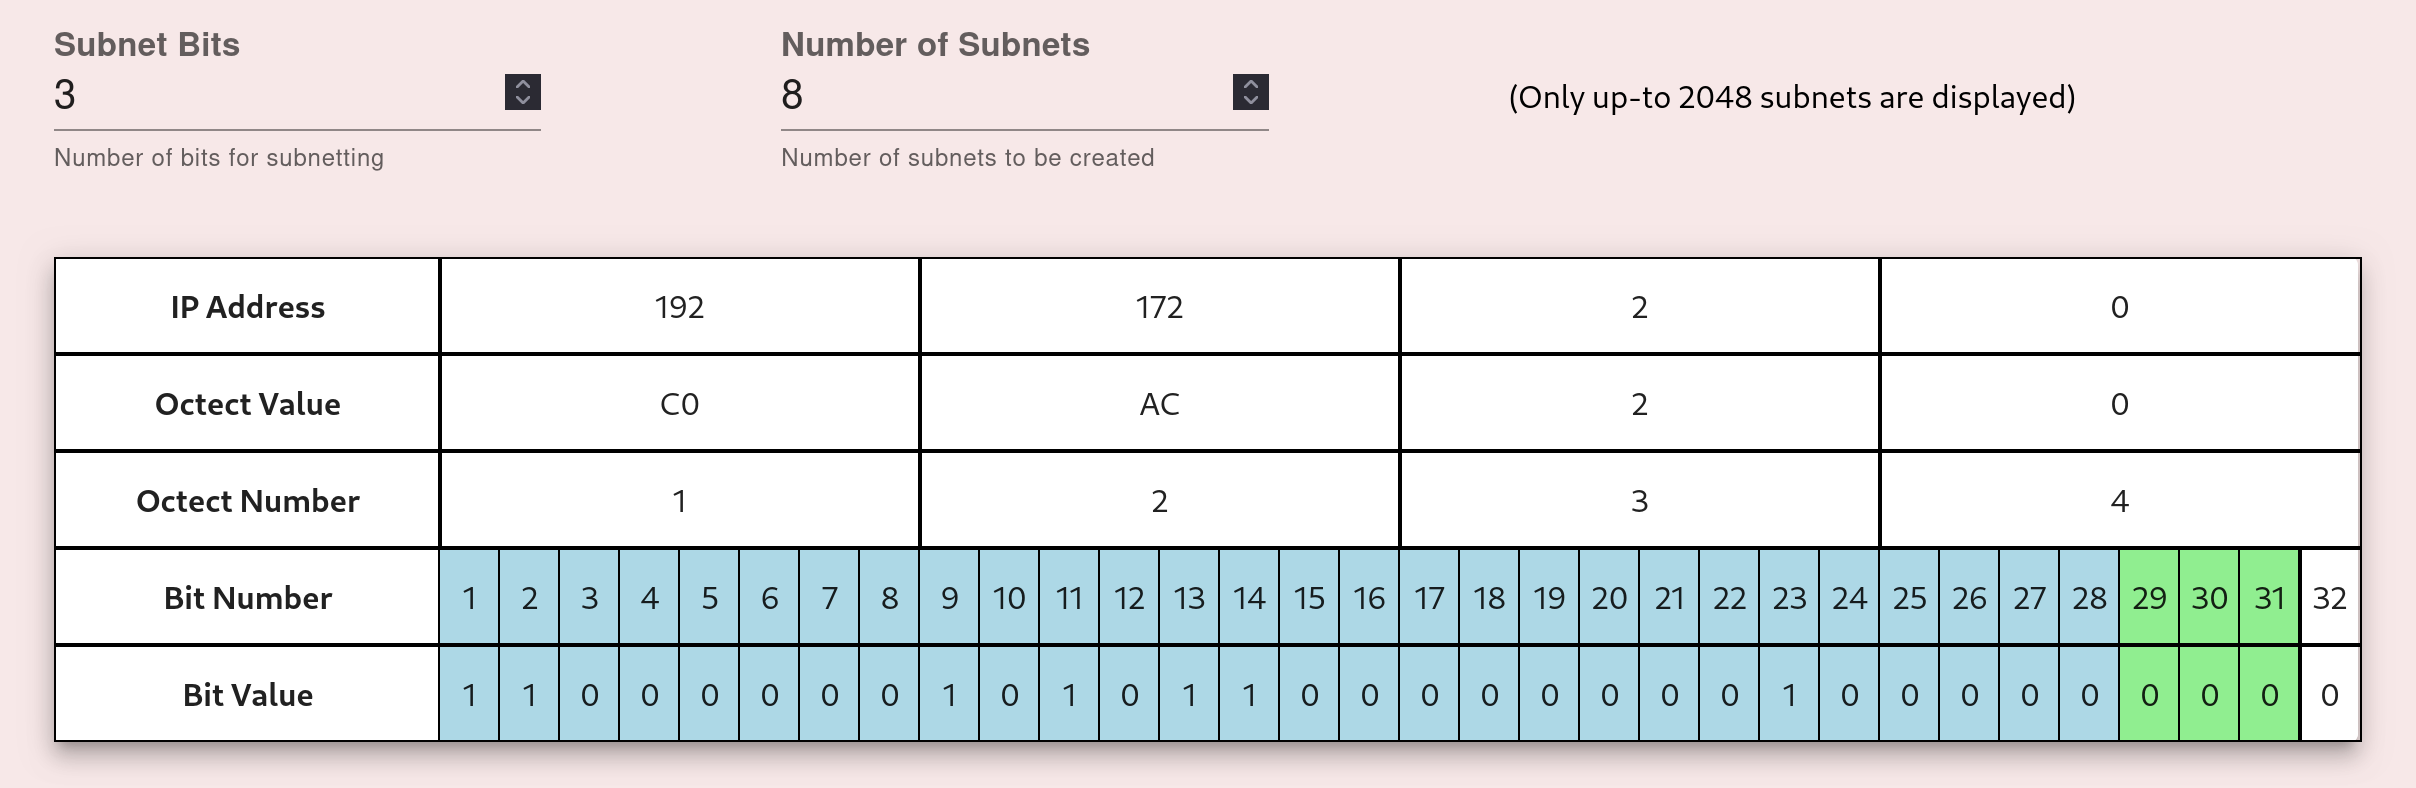 Subnet Bits
3
Number of bits for subnetting
Number of Subnets
8
Number of subnets to be created
(Only up-to 2048 subnets are displayed)
IP Address 192 172 2 0
Octect Value C0 AC 2 0
Octect Number 1 2 3 4
Bit Number 1 2 3 4 5 6 7 8 9 10 11 12 13 14 15 16 17 18 19 20 21 22 23 24 25 26 27 28 29 30 31 32
Bit Value 1 1 0 0 0 0 0 0 1 0 1 0 1 1 0 0 0 0 0 0 0 0 1 0 0 0 0 0 0 0 0 0